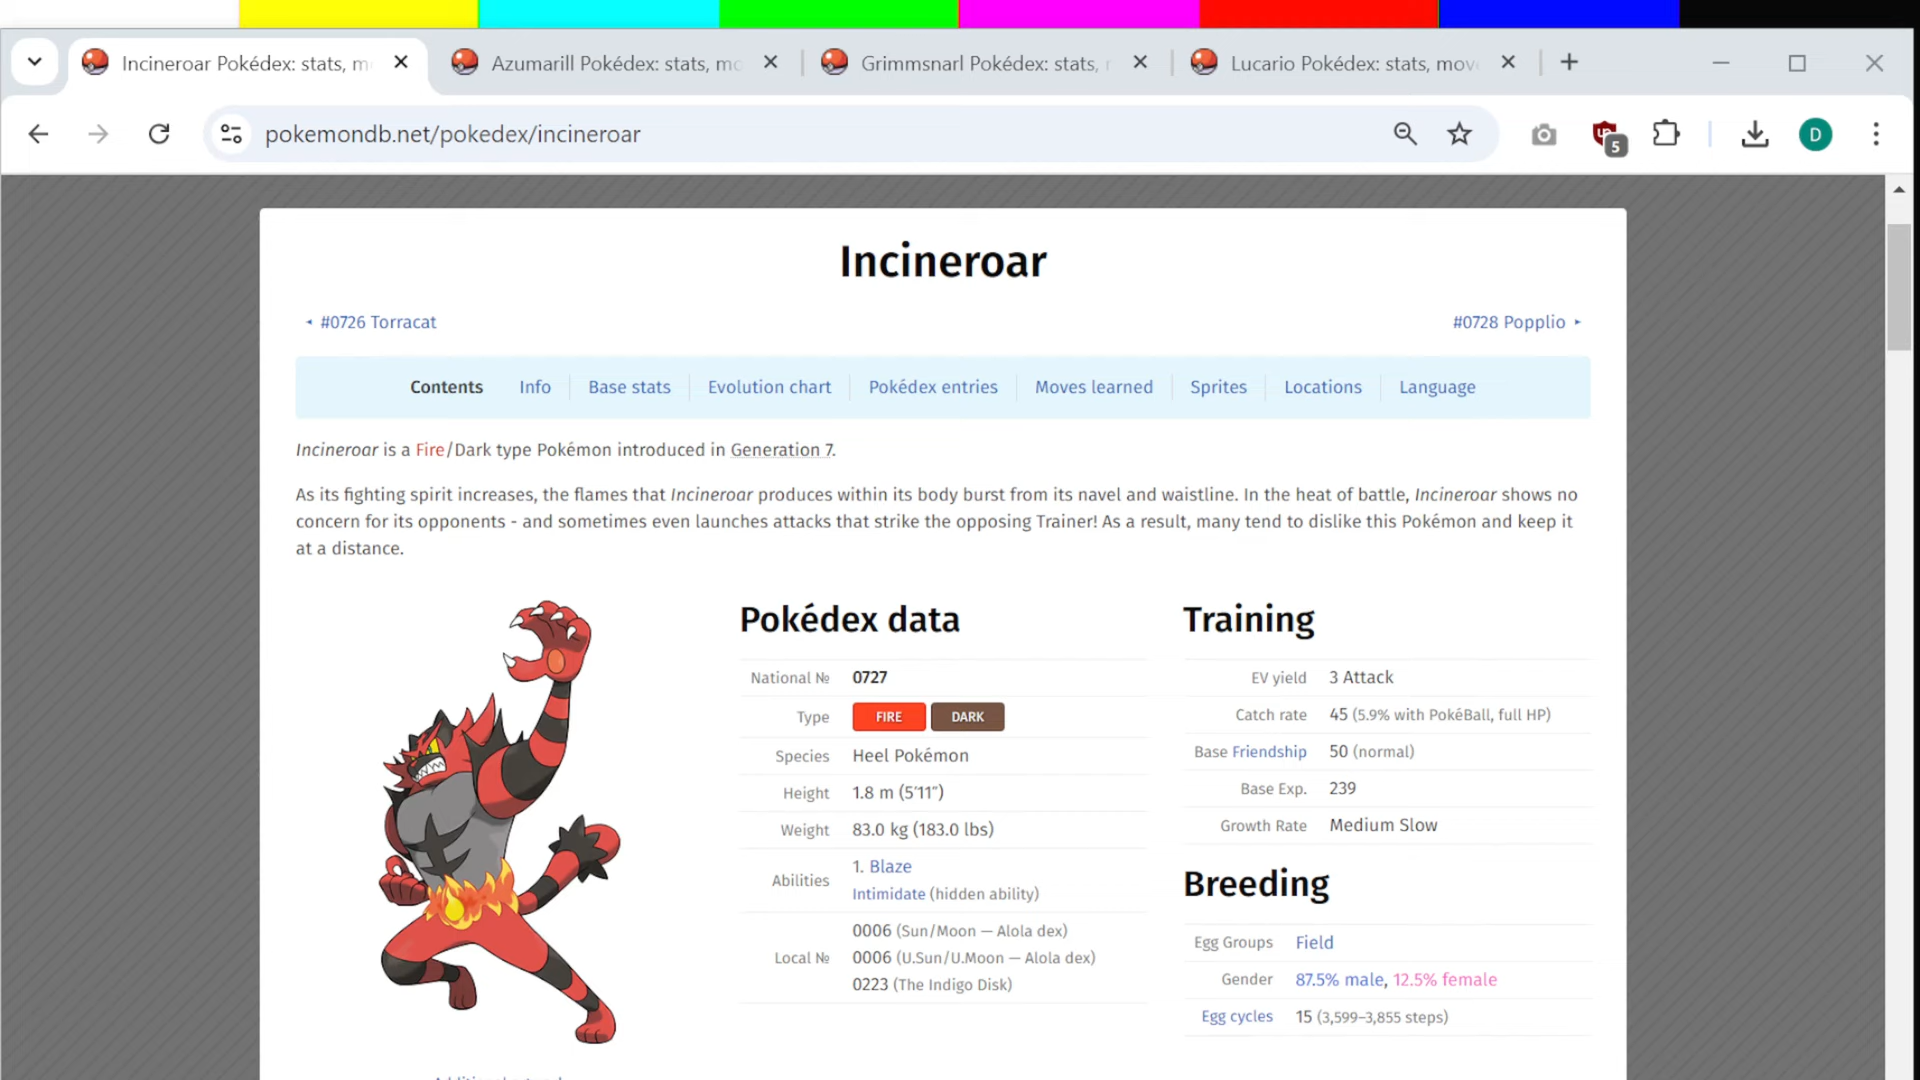 Incineroar Pokédex: stats, m
Azumarill Pokédex: stats, mo
Grimmsnarl Pokédex: stats,
Lucario Pokédex: stats, mov
pokemondb.net/pokedex/incineroar
5
D
Incineroar
#0726 Torracat
#0728 Popplio
Contents Info Base stats Evolution chart Pokédex entries Moves learned Sprites Locations Language
Incineroar is a Fire/Dark type Pokémon introduced in Generation 7.
As its fighting spirit increases, the flames that Incineroar produces within its body burst from its navel and waistline. In the heat of battle, Incineroar shows no
concern for its opponents - and sometimes even launches attacks that strike the opposing Trainer! As a result, many tend to dislike this Pokémon and keep it
at a distance.
Pokédex data
National № 0727
Type FIRE DARK
Species Heel Pokémon
Height 1.8 m (5′11″)
Weight 83.0 kg (183.0 lbs)
Abilities 1. Blaze
Intimidate (hidden ability)
Local № 0006 (Sun/Moon — Alola dex)
0006 (U.Sun/U.Moon — Alola dex)
0223 (The Indigo Disk)
Training
EV yield 3 Attack
Catch rate 45 (5.9% with PokéBall, full HP)
Base Friendship 50 (normal)
Base Exp. 239
Growth Rate Medium Slow
Breeding
Egg Groups Field
Gender 87.5% male, 12.5% female
Egg cycles 15 (3,599–3,855 steps)